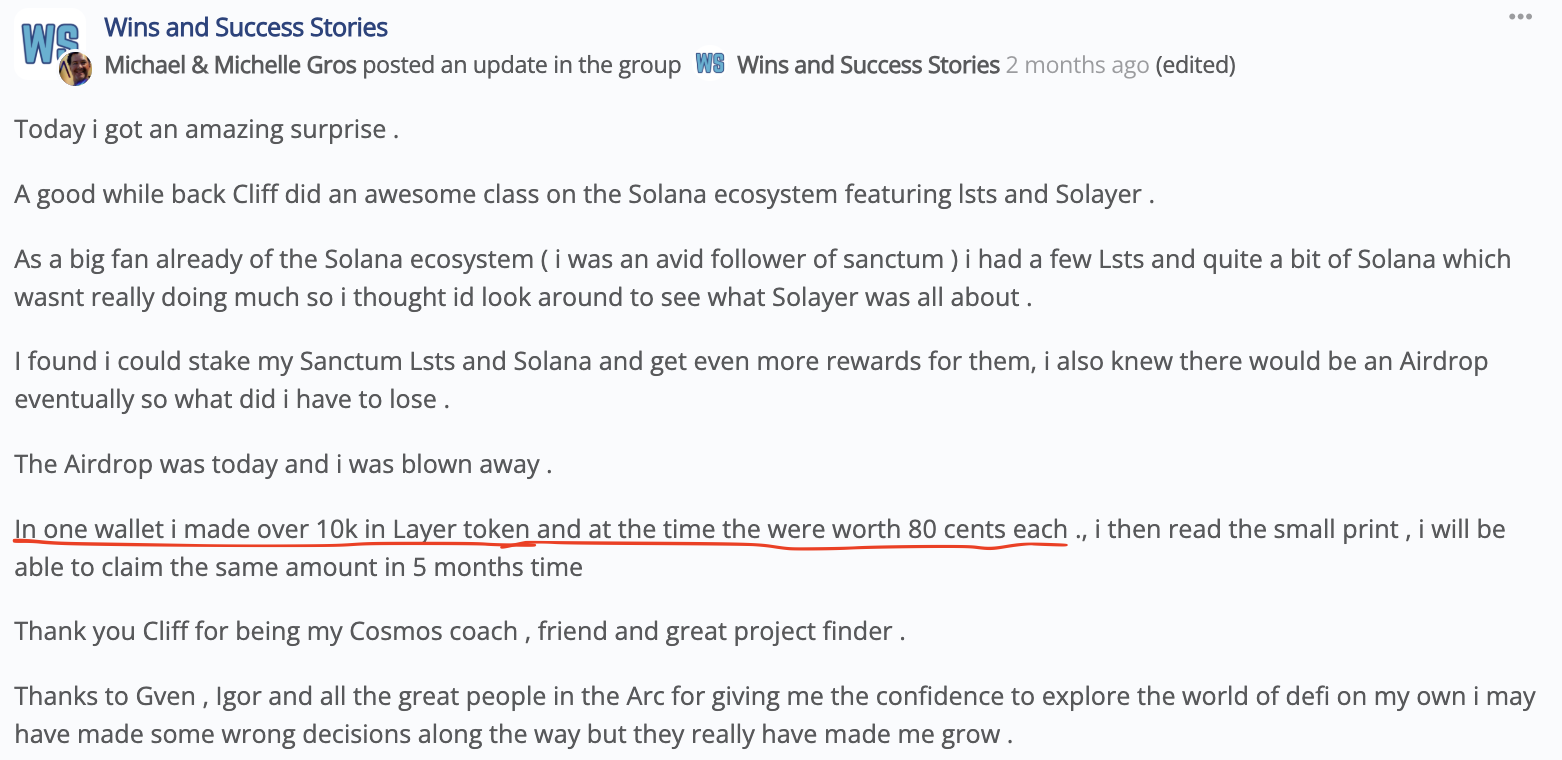 WS
Wins and Success Stories
•••
Michael & Michelle Gros posted an update in the group WS Wins and Success Stories 2 months ago (edited)
Today i got an amazing surprise .
A good while back Cliff did an awesome class on the Solana ecosystem featuring lsts and Solayer .
As a big fan already of the Solana ecosystem ( i was an avid follower of sanctum ) i had a few Lsts and quite a bit of Solana which
wasnt really doing much so i thought id look around to see what Solayer was all about .
I found i could stake my Sanctum Lsts and Solana and get even more rewards for them, i also knew there would be an Airdrop
eventually so what did i have to lose .
The Airdrop was today and i was blown away .
In one wallet i made over 10k in Layer token and at the time the were worth 80 cents each ., i then read the small print , i will be
able to claim the same amount in 5 months time
Thank you Cliff for being my Cosmos coach , friend and great project finder .
Thanks to Gven , Igor and all the great people in the Arc for giving me the confidence to explore the world of defi on my own i may
have made some wrong decisions along the way but they really have made me grow .